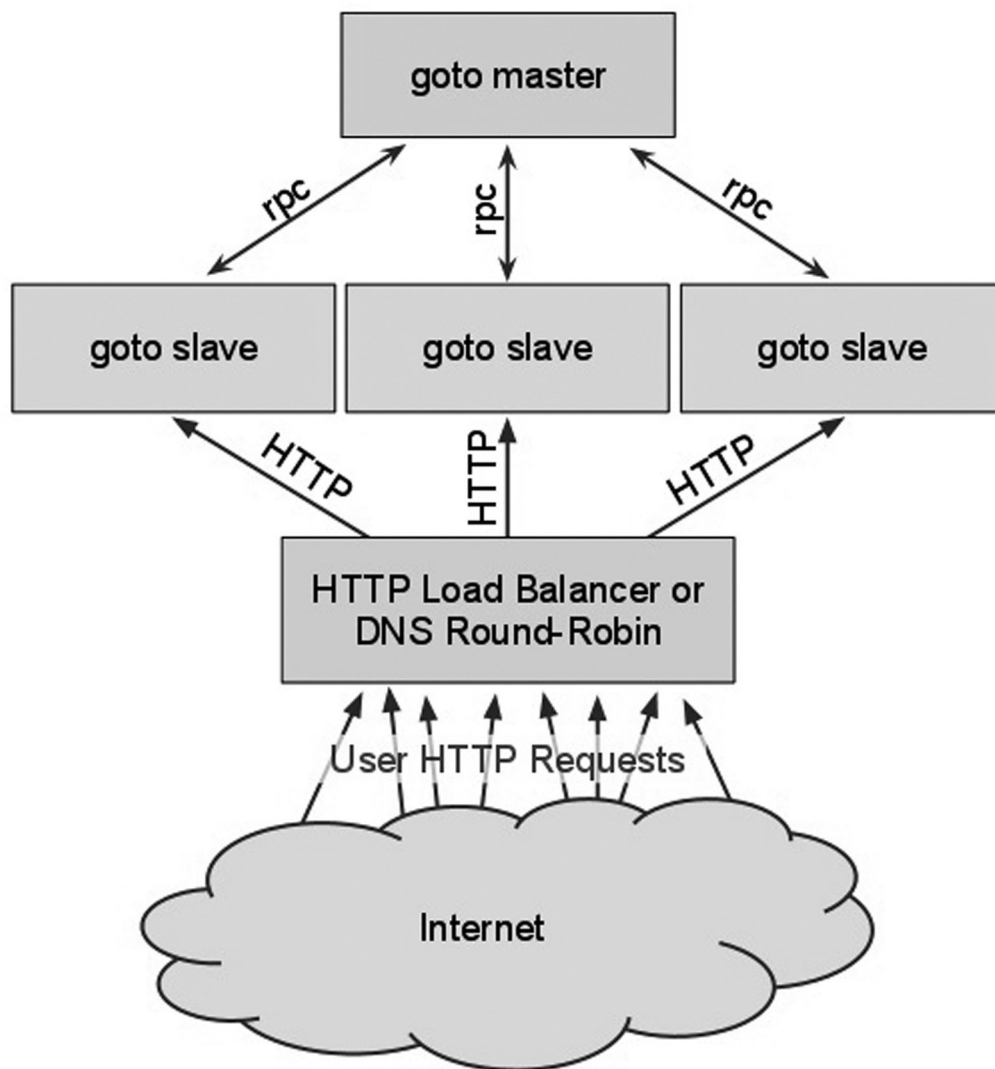 goto master
rpc
rpc
rpc
goto slave
goto slave
goto slave
HTTP
HTTP
HTTP
HTTP Load Balancer or
DNS Round-Robin
User HTTP Requests
Internet